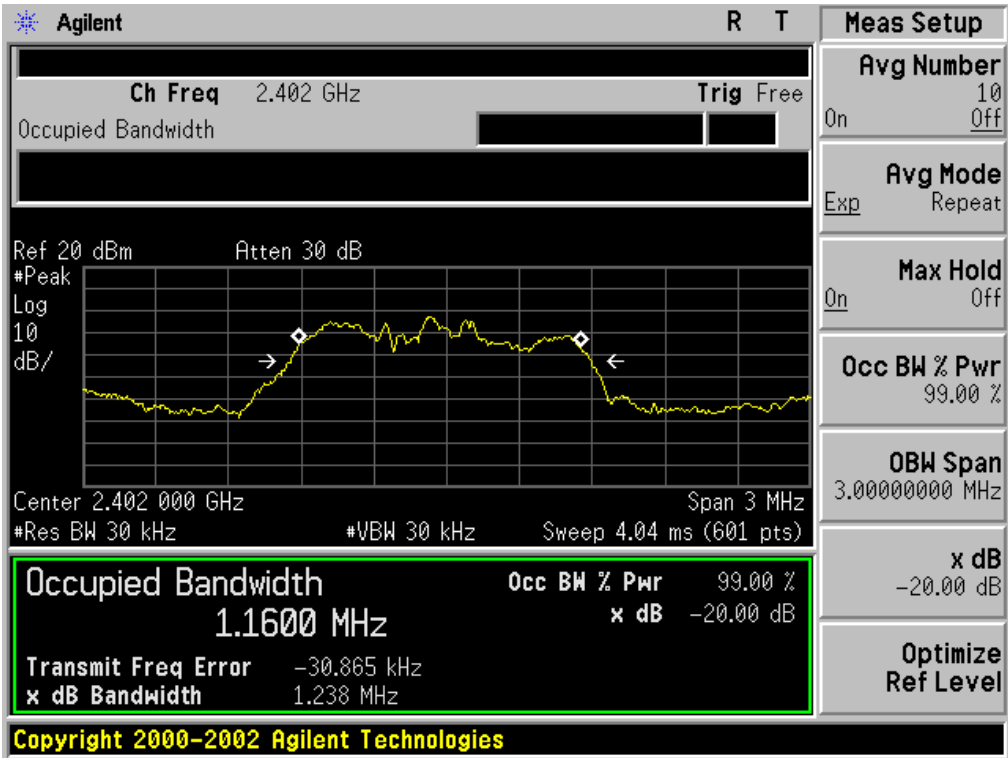 Agilent R T
Ch Freq 2.402 GHz Trig Free
Occupied Bandwidth
Ref 20 dBm Atten 30 dB
#Peak
Log
10
dB/
Center 2.402 000 GHz Span 3 MHz
#Res BW 30 kHz #VBW 30 kHz Sweep 4.04 ms (601 pts)
Occupied Bandwidth Occ BW % Pwr 99.00 %
1.1600 MHz x dB -20.00 dB
Transmit Freq Error -30.865 kHz
x dB Bandwidth 1.238 MHz
Copyright 2000-2002 Agilent Technologies
Meas Setup
Avg Number
10
On Off
Avg Mode
Exp Repeat
Max Hold
On Off
Occ BW % Pwr
99.00 %
OBW Span
3.00000000 MHz
x dB
-20.00 dB
Optimize
Ref Level